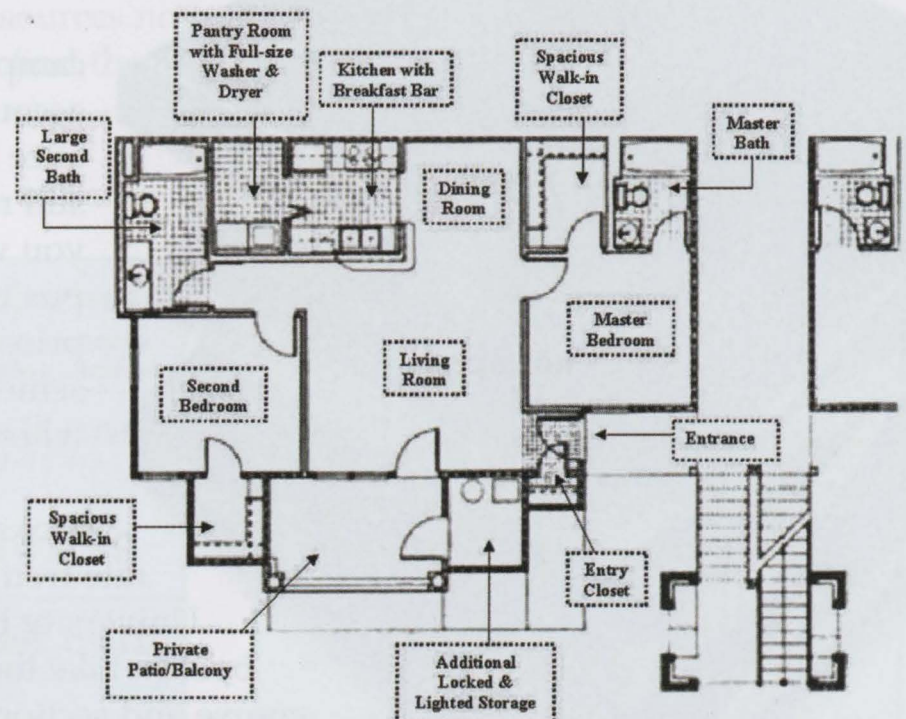 Pantry Room
with Full-size
Washer &
Dryer
Kitchen with
Breakfast Bar
Spacious
Walk-in
Closet
Master
Bath
Large
Second
Bath
Dining
Room
Master
Bedroom
Living
Room
Second
Bedroom
Entrance
Spacious
Walk-in
Closet
Entry
Closet
Private
Patio/Balcony
Additional
Locked &
Lighted Storage